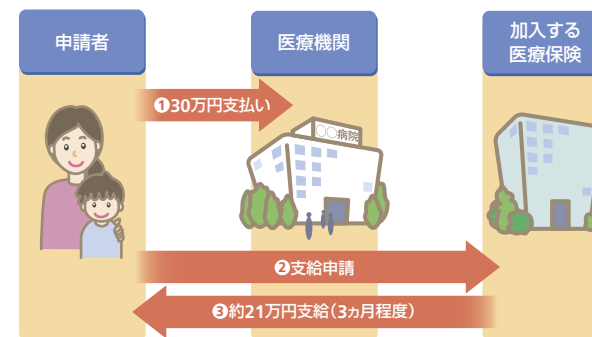 申請者
医療機関
加入する
医療保険
❶30万円支払い
○○病院
❷支給申請
❸約21万円支給（3ヵ月程度）